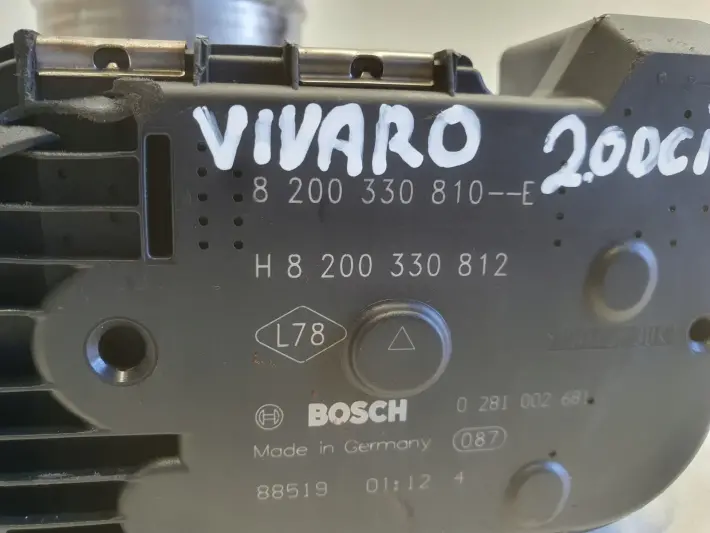 VIVARO 2.0DCi
8 200 330 810--E
H 8 200 330 812
L78
BOSCH 0 281 002 681
Made in Germany 087
88519 01:12 4